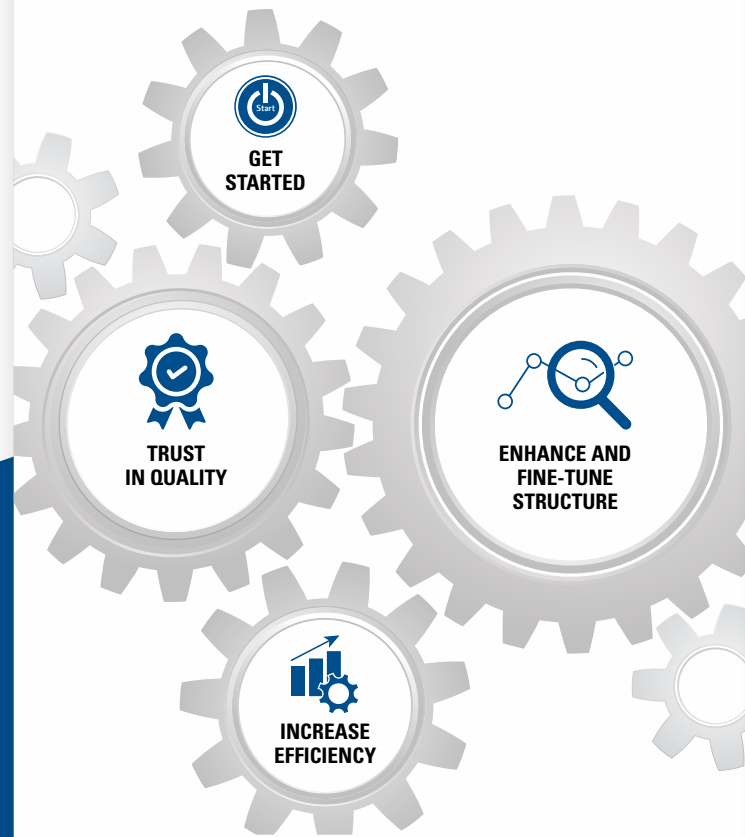 Start
GET
STARTED
TRUST
IN QUALITY
ENHANCE AND
FINE-TUNE
STRUCTURE
INCREASE
EFFICIENCY